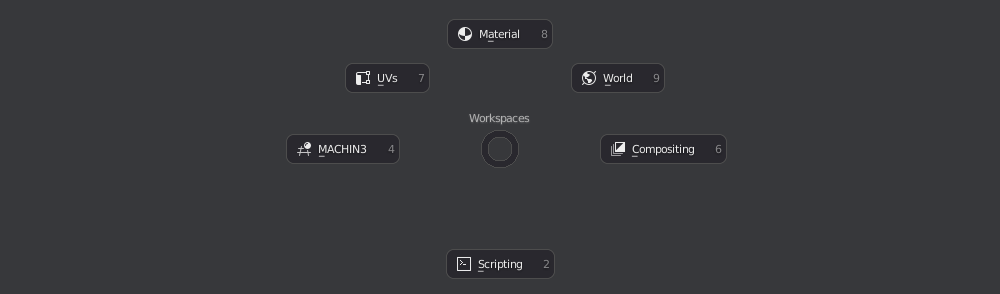 Material 8
UVs 7
World 9
Workspaces
MACHIN3 4
Compositing 6
Scripting 2